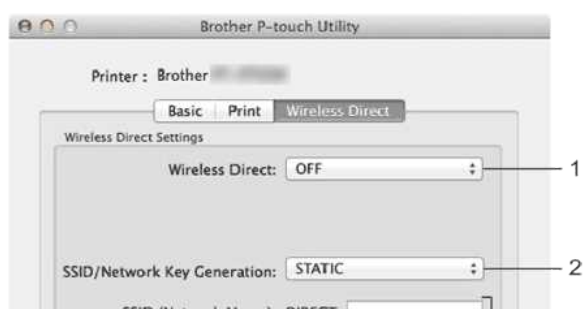 Brother P-touch Utility
Printer : Brother
Basic Print Wireless Direct
Wireless Direct Settings
Wireless Direct: OFF 1
SSID/Network Key Generation: STATIC 2